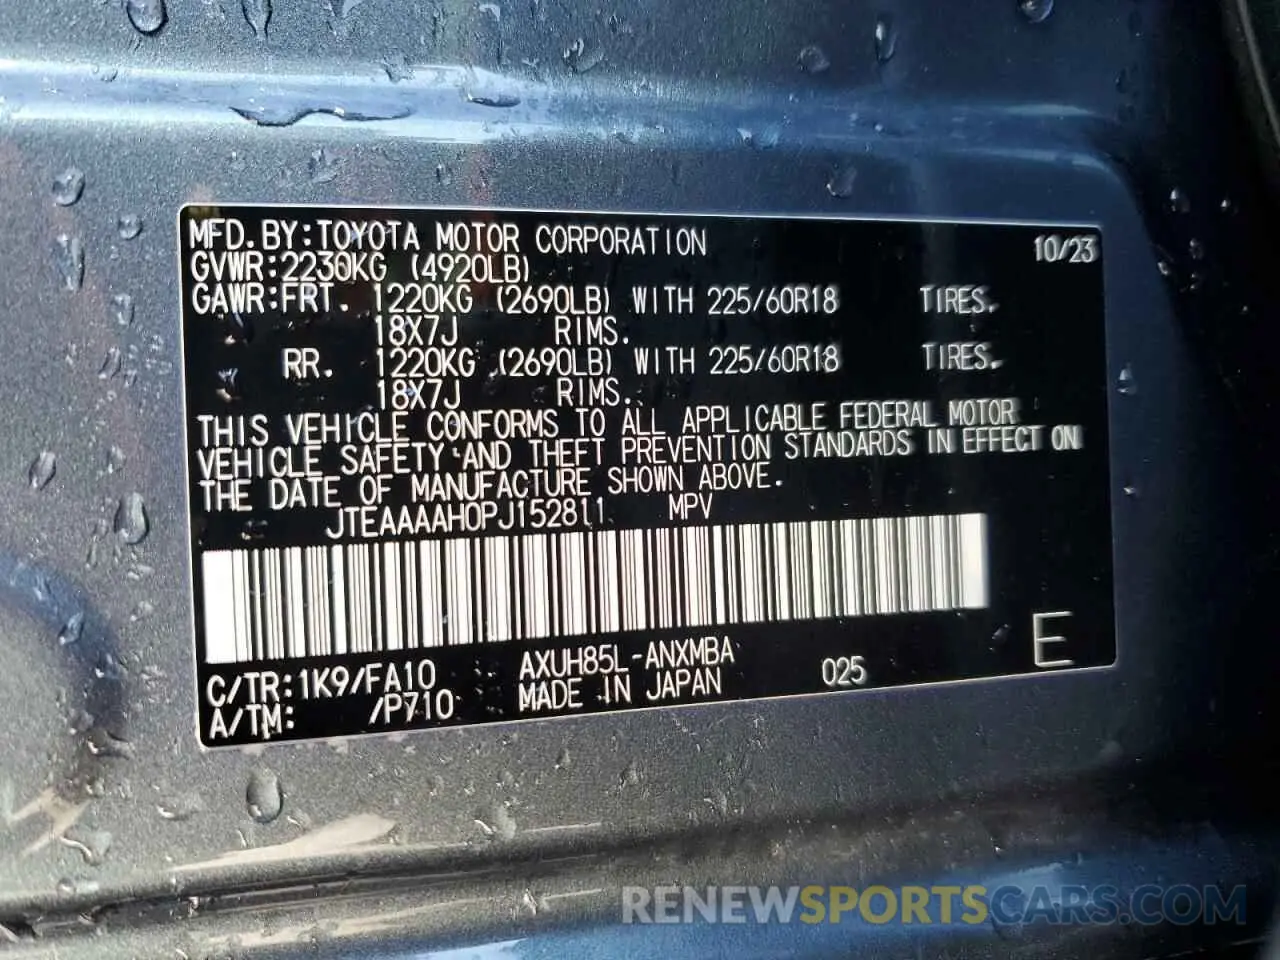 MFD.BY:TOYOTA MOTOR CORPORATION 10/23
GVWR:2230KG (4920LB)
GAWR:FRT. 1220KG (2690LB) WITH 225/60R18 TIRES.
18X7J RIMS.
RR. 1220KG (2690LB) WITH 225/60R18 TIRES.
18X7J RIMS.
THIS VEHICLE CONFORMS TO ALL APPLICABLE FEDERAL MOTOR
VEHICLE SAFETY AND THEFT PREVENTION STANDARDS IN EFFECT ON
THE DATE OF MANUFACTURE SHOWN ABOVE.
JTEAAAAH0PJ152811 MPV
C/TR:1K9/FA10 AXUH85L-ANXMBA
A/TM: /P710 MADE IN JAPAN 025 E
RENEWSPORTSCARS.COM